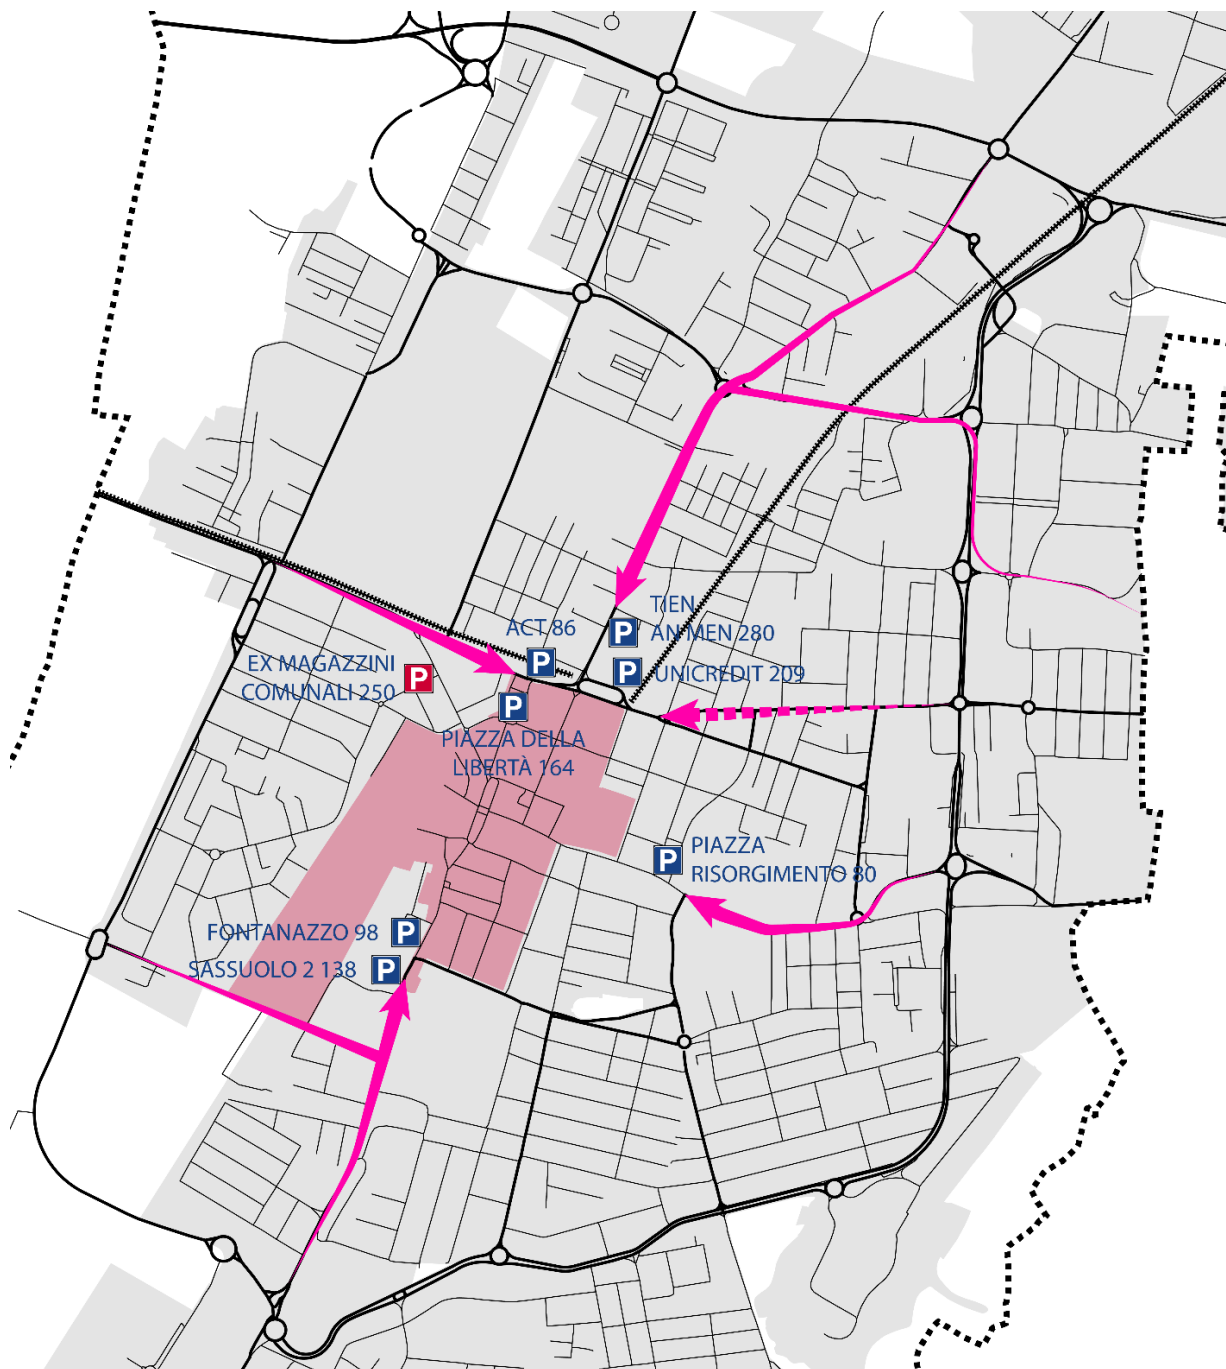 TIEN
AN MEN 280
P
ACT 86
P
P
UNICREDIT 209
EX MAGAZZINI
COMUNALI 250
P
P
PIAZZA DELLA
LIBERTÀ 164
P
PIAZZA
RISORGIMENTO 80
FONTANAZZO 98
P
SASSUOLO 2 138
P